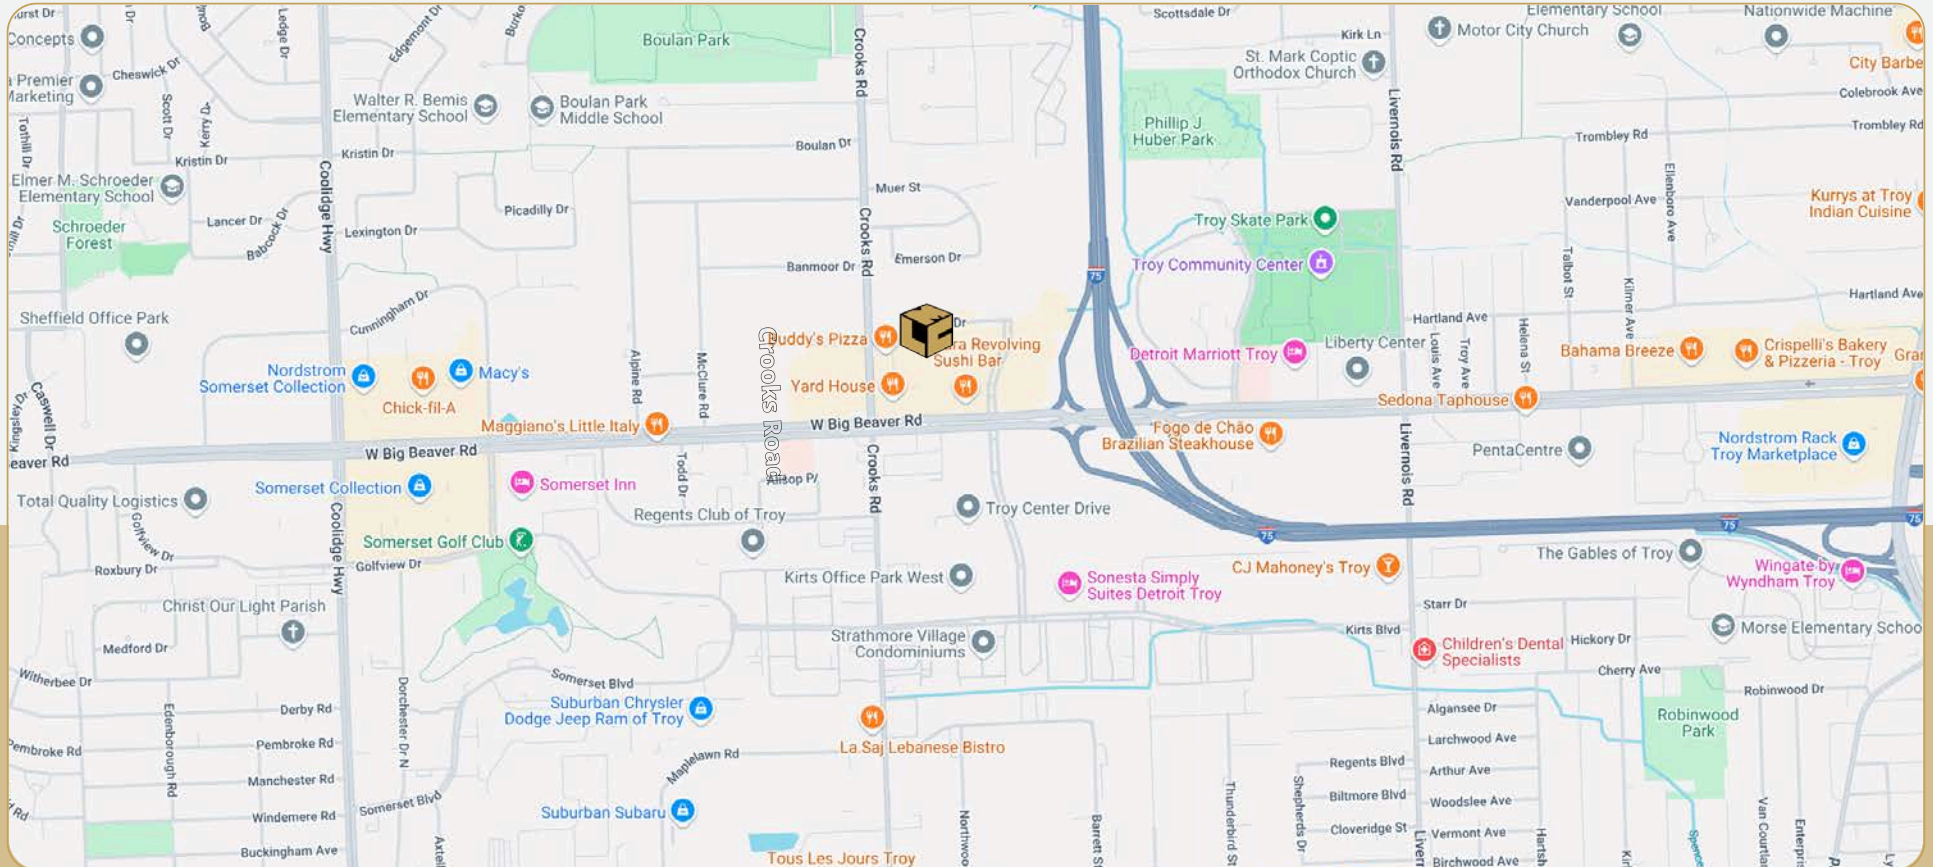 Scottsdale Dr
Elementary School
Nationwide Machine
Ledge Dr
Edgemont Dr
Concepts
Boulan Park
Crooks Rd
Kirk Ln
Motor City Church
St. Mark Coptic
Orthodox Church
City Barbe
Cheswick Dr
Premier
Marketing
Scott Dr
Kerry Dr
Walter R. Bemis
Elementary School
Boulan Park
Middle School
Livernois Rd
Colebrook Ave
Phillip J
Huber Park
Trombley Rd
Trombley Rd
Tothill Dr
Kristin Dr
Kristin Dr
Coolidge Hwy
Boulan Dr
Elmer M. Schroeder
Elementary School
Muer St
Ellenboro Ave
Vanderpool Ave
Kurrys at Troy
Indian Cuisine
Lancer Dr
Babcock Dr
Picadilly Dr
Lexington Dr
Schroeder
Forest
Crooks Rd
Troy Skate Park
Emerson Dr
Banmoor Dr
75
Troy Community Center
Talbot St
Kilmer Ave
Hartland Ave
Sheffield Office Park
Cunningham Dr
Hartland Ave
Dr
Buddy's Pizza
Revolving
Sushi Bar
Crooks Road
Detroit Marriott Troy
Liberty Center
Louis Ave
Troy Ave
Helena St
Bahama Breeze
Crispelli's Bakery
& Pizzeria - Troy
Nordstrom
Somerset Collection
Macy's
Chick-fil-A
Alpine Rd
McClure Rd
Yard House
Kingsley Dr
Caswell Dr
Maggiano's Little Italy
W Big Beaver Rd
Sedona Taphouse
Fogo de Chão
Brazilian Steakhouse
eaver Rd
W Big Beaver Rd
PentaCentre
Nordstrom Rack
Troy Marketplace
Livernois Rd
Todd Dr
Crooks Rd
Somerset Collection
Somerset Inn
Total Quality Logistics
Regents Club of Troy
Troy Center Drive
75
75
75
Golfview Dr
Coolidge Hwy
Somerset Golf Club
Golfview Dr
Roxbury Dr
Kirts Office Park West
Sonesta Simply
Suites Detroit Troy
CJ Mahoney's Troy
The Gables of Troy
Wingate by
Wyndham Troy
Christ Our Light Parish
Starr Dr
Kirts Blvd
Morse Elementary Schoo
Strathmore Village
Condominiums
Hickory Dr
Children's Dental
Specialists
Medford Dr
Cherry Ave
Witherbee Dr
Somerset Blvd
Robinwood Dr
Dorchester Dr N
Suburban Chrysler
Dodge Jeep Ram of Troy
Derby Rd
Edenborough Rd
Algansee Dr
Robinwood
Park
Pembroke Rd
Pembroke Rd
La Saj Lebanese Bistro
Larchwood Ave
Maplelawn Rd
Regents Blvd
Arthur Ave
Manchester Rd
Somerset Blvd
Biltmore Blvd
Woodslee Ave
Thunderbird St
Shepherds Dr
Suburban Subaru
Windemere Rd
Cloveridge St
Vermont Ave
Barrett St
Buckingham Ave
Tous Les Jours Troy
Birchwood Ave